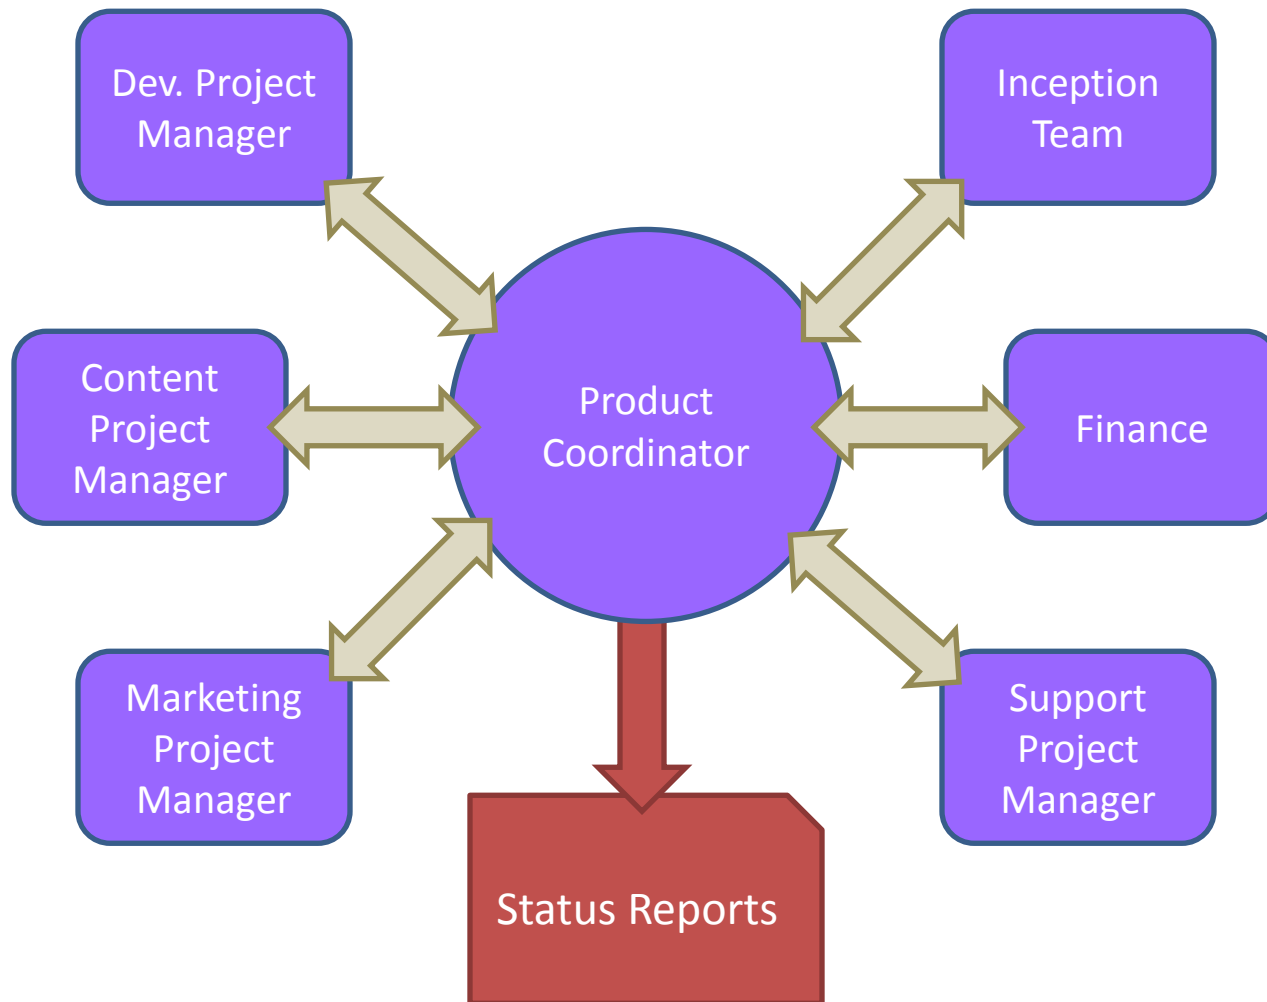 Dev. Project
Manager
Inception
Team
Content
Project
Manager
Product
Coordinator
Finance
Marketing
Project
Manager
Support
Project
Manager
Status Reports